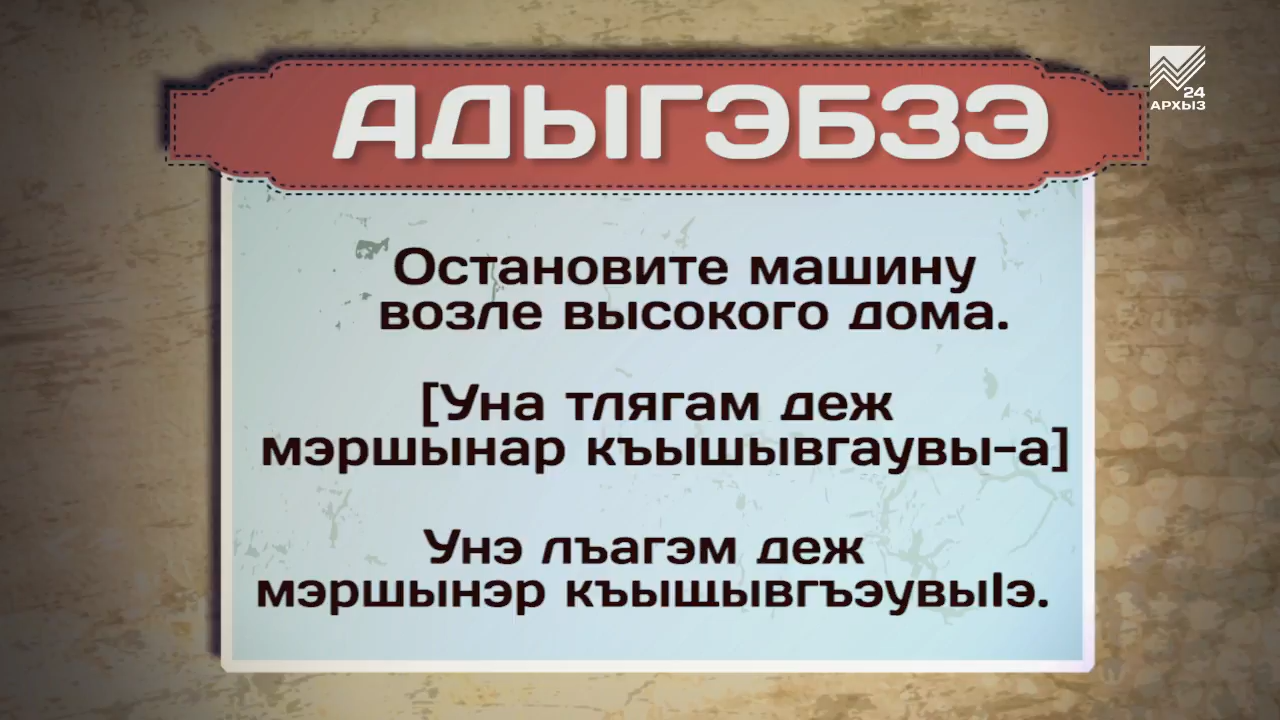 АДЫГЭБЗЭ
24
АРХЫЗ
Остановите машину
возле высокого дома.
[Уна тлягам деж
мэршынар къышывгаувы-а]
Унэ лъагэм деж
мэршынэр къыщывгъэувыIэ.